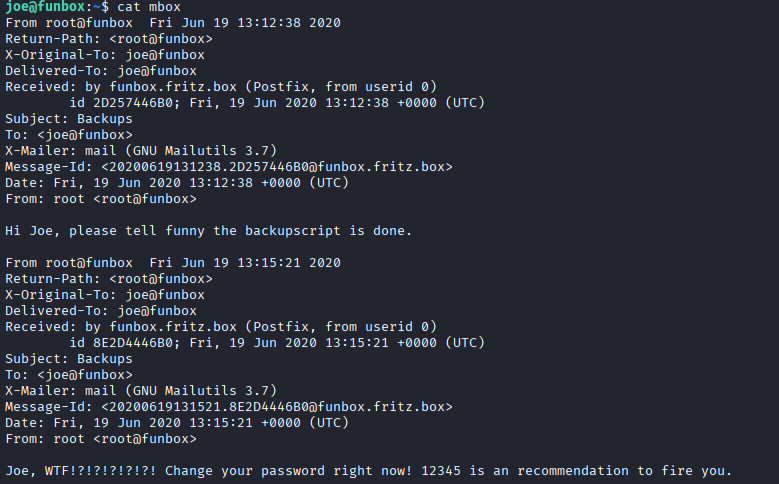 joe@funbox:~$ cat mbox
From root@funbox  Fri Jun 19 13:12:38 2020
Return-Path: <root@funbox>
X-Original-To: joe@funbox
Delivered-To: joe@funbox
Received: by funbox.fritz.box (Postfix, from userid 0)
        id 2D257446B0; Fri, 19 Jun 2020 13:12:38 +0000 (UTC)
Subject: Backups
To: <joe@funbox>
X-Mailer: mail (GNU Mailutils 3.7)
Message-Id: <20200619131238.2D257446B0@funbox.fritz.box>
Date: Fri, 19 Jun 2020 13:12:38 +0000 (UTC)
From: root <root@funbox>

Hi Joe, please tell funny the backupscript is done.

From root@funbox  Fri Jun 19 13:15:21 2020
Return-Path: <root@funbox>
X-Original-To: joe@funbox
Delivered-To: joe@funbox
Received: by funbox.fritz.box (Postfix, from userid 0)
        id 8E2D4446B0; Fri, 19 Jun 2020 13:15:21 +0000 (UTC)
Subject: Backups
To: <joe@funbox>
X-Mailer: mail (GNU Mailutils 3.7)
Message-Id: <20200619131521.8E2D4446B0@funbox.fritz.box>
Date: Fri, 19 Jun 2020 13:15:21 +0000 (UTC)
From: root <root@funbox>

Joe, WTF!?!?!?!?!?! Change your password right now! 12345 is an recommendation to fire you.